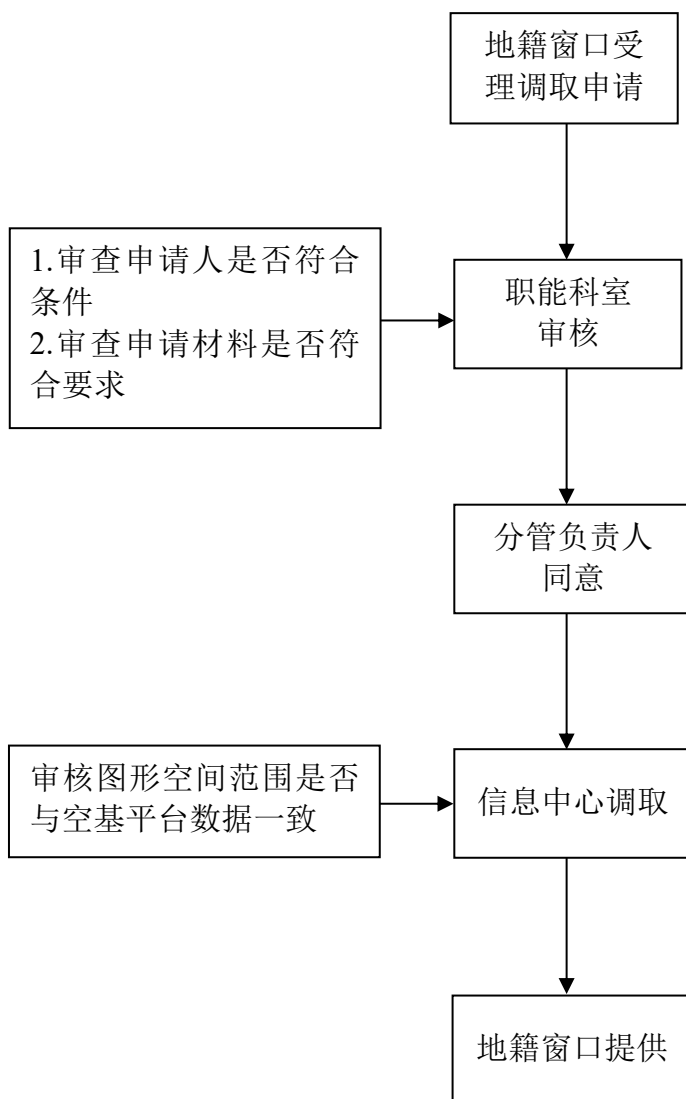 地籍窗口受
理调取申请
1.审查申请人是否符合
条件
2.审查申请材料是否符
合要求
职能科室
审核
分管负责人
同意
审核图形空间范围是否
与空基平台数据一致
信息中心调取
地籍窗口提供